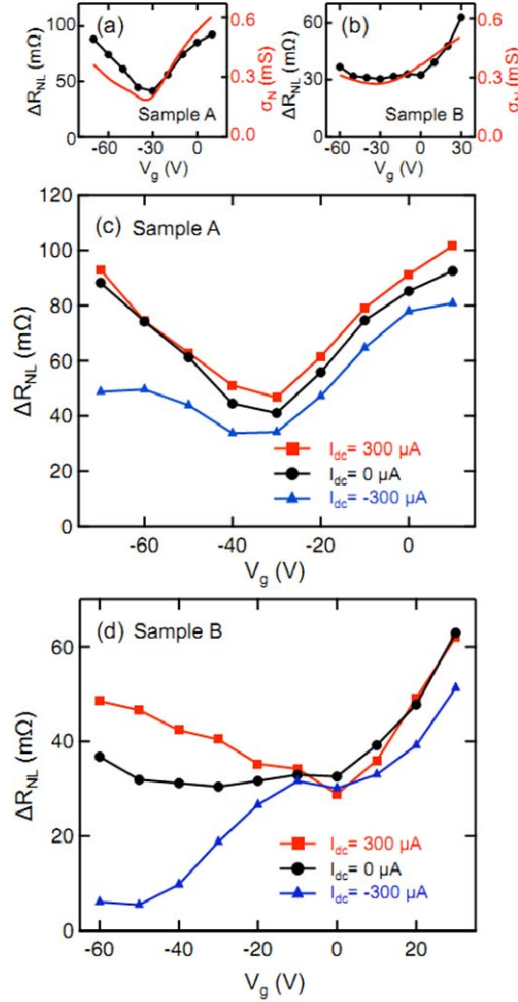 (a)
ΔR_NL (mΩ)
100
50
0
σ_N (mS)
0.6
0.3
0.0
Sample A
-60 -30 0
V_g (V)
(b)
ΔR_NL (mΩ)
60
30
0
σ_N (mS)
0.6
0.3
0.0
Sample B
-60 -30 0 30
V_g (V)
(c) Sample A
ΔR_NL (mΩ)
120
100
80
60
40
20
0
I_dc= 300 μA
I_dc= 0 μA
I_dc= -300 μA
-60 -40 -20 0
V_g (V)
(d) Sample B
ΔR_NL (mΩ)
60
40
20
0
I_dc= 300 μA
I_dc= 0 μA
I_dc= -300 μA
-60 -40 -20 0 20
V_g (V)